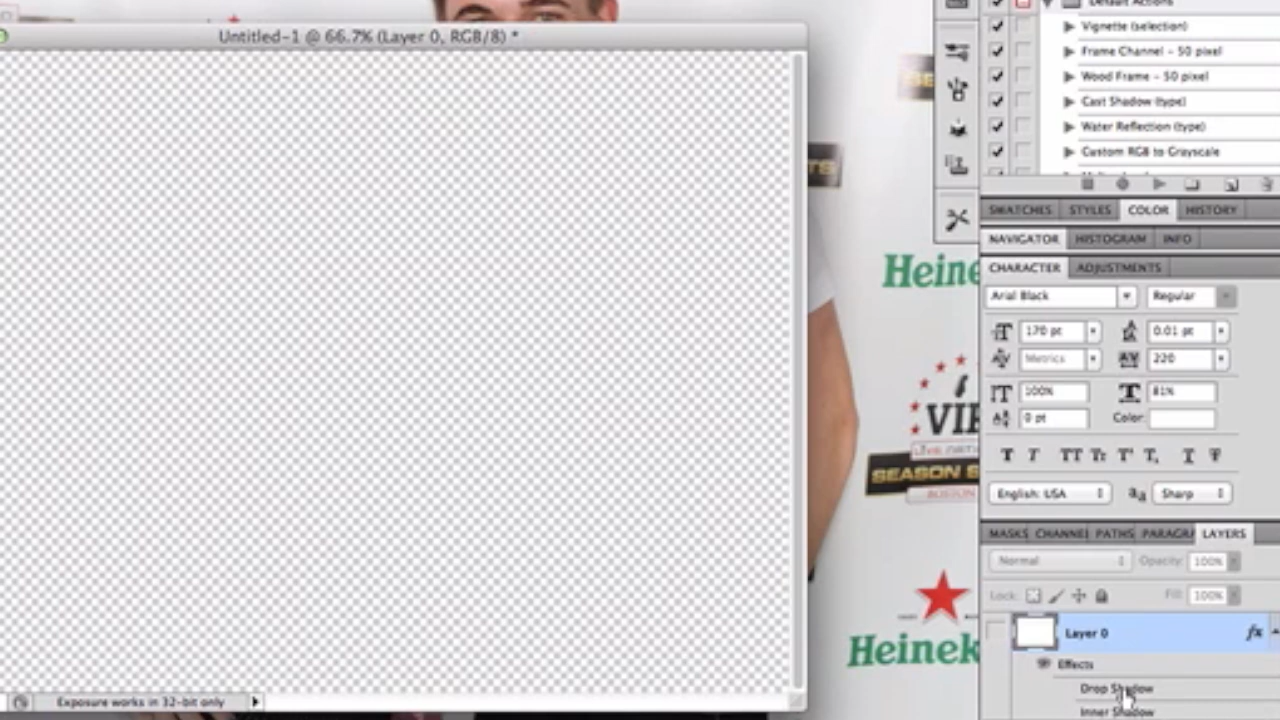 Untitled-1 @ 66.7% (Layer 0, RGB/8) *
Default Actions
Vignette (selection)
Frame Channel - 50 pixel
Wood Frame - 50 pixel
Cast Shadow (type)
Water Reflection (type)
Custom RGB to Grayscale
SWATCHES STYLES COLOR HISTORY
NAVIGATOR HISTOGRAM INFO
CHARACTER ADJUSTMENTS
Arial Black Regular
170 pt 0.01 pt
Metrics 220
100% 81%
0 pt Color:
English: USA Sharp
MASKS CHANNEL PATHS PARAGRA LAYERS
Normal Opacity: 100%
Lock: Fill: 100%
Layer 0 fx
Effects
Drop Shadow
Inner Shadow
Exposure works in 32-bit only
Heine
VI
SEASON S
BOSTON
Heinek